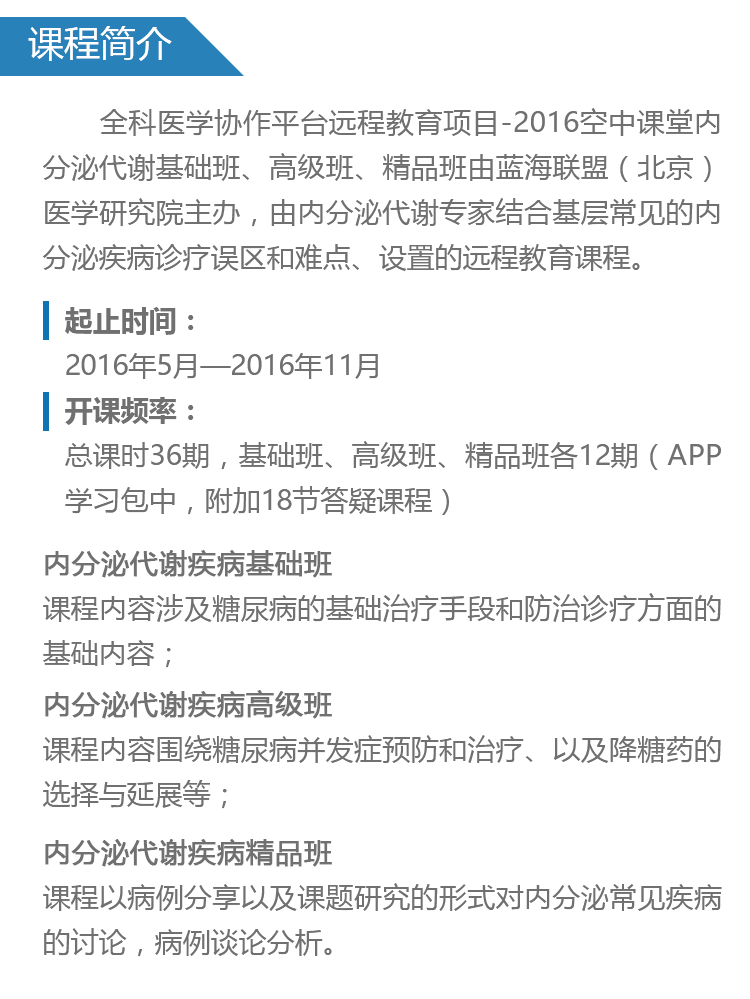 课程简介
全科医学协作平台远程教育项目-2016空中课堂内
分泌代谢基础班、高级班、精品班由蓝海联盟（北京）
医学研究院主办，由内分泌代谢专家结合基层常见的内
分泌疾病诊疗误区和难点、设置的远程教育课程。
起止时间：
2016年5月—2016年11月
开课频率：
总课时36期，基础班、高级班、精品班各12期（APP
学习包中，附加18节答疑课程）
内分泌代谢疾病基础班
课程内容涉及糖尿病的基础治疗手段和防治诊疗方面的
基础内容；
内分泌代谢疾病高级班
课程内容围绕糖尿病并发症预防和治疗、以及降糖药的
选择与延展等；
内分泌代谢疾病精品班
课程以病例分享以及课题研究的形式对内分泌常见疾病
的讨论，病例谈论分析。